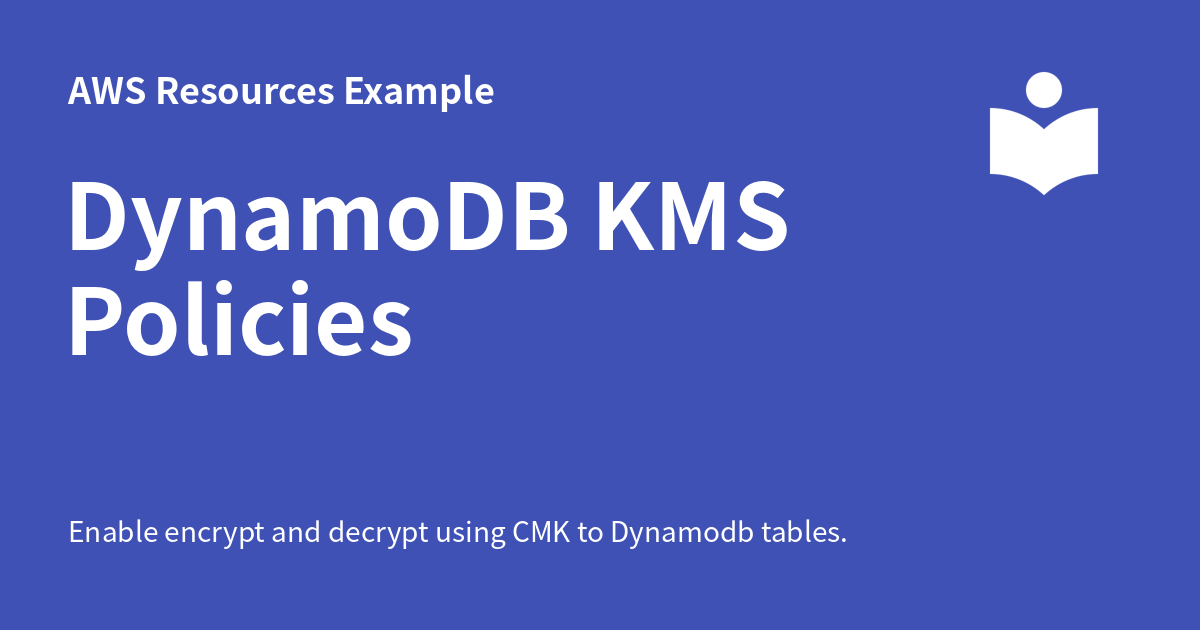 AWS Resources Example
DynamoDB KMS
Policies
Enable encrypt and decrypt using CMK to Dynamodb tables.